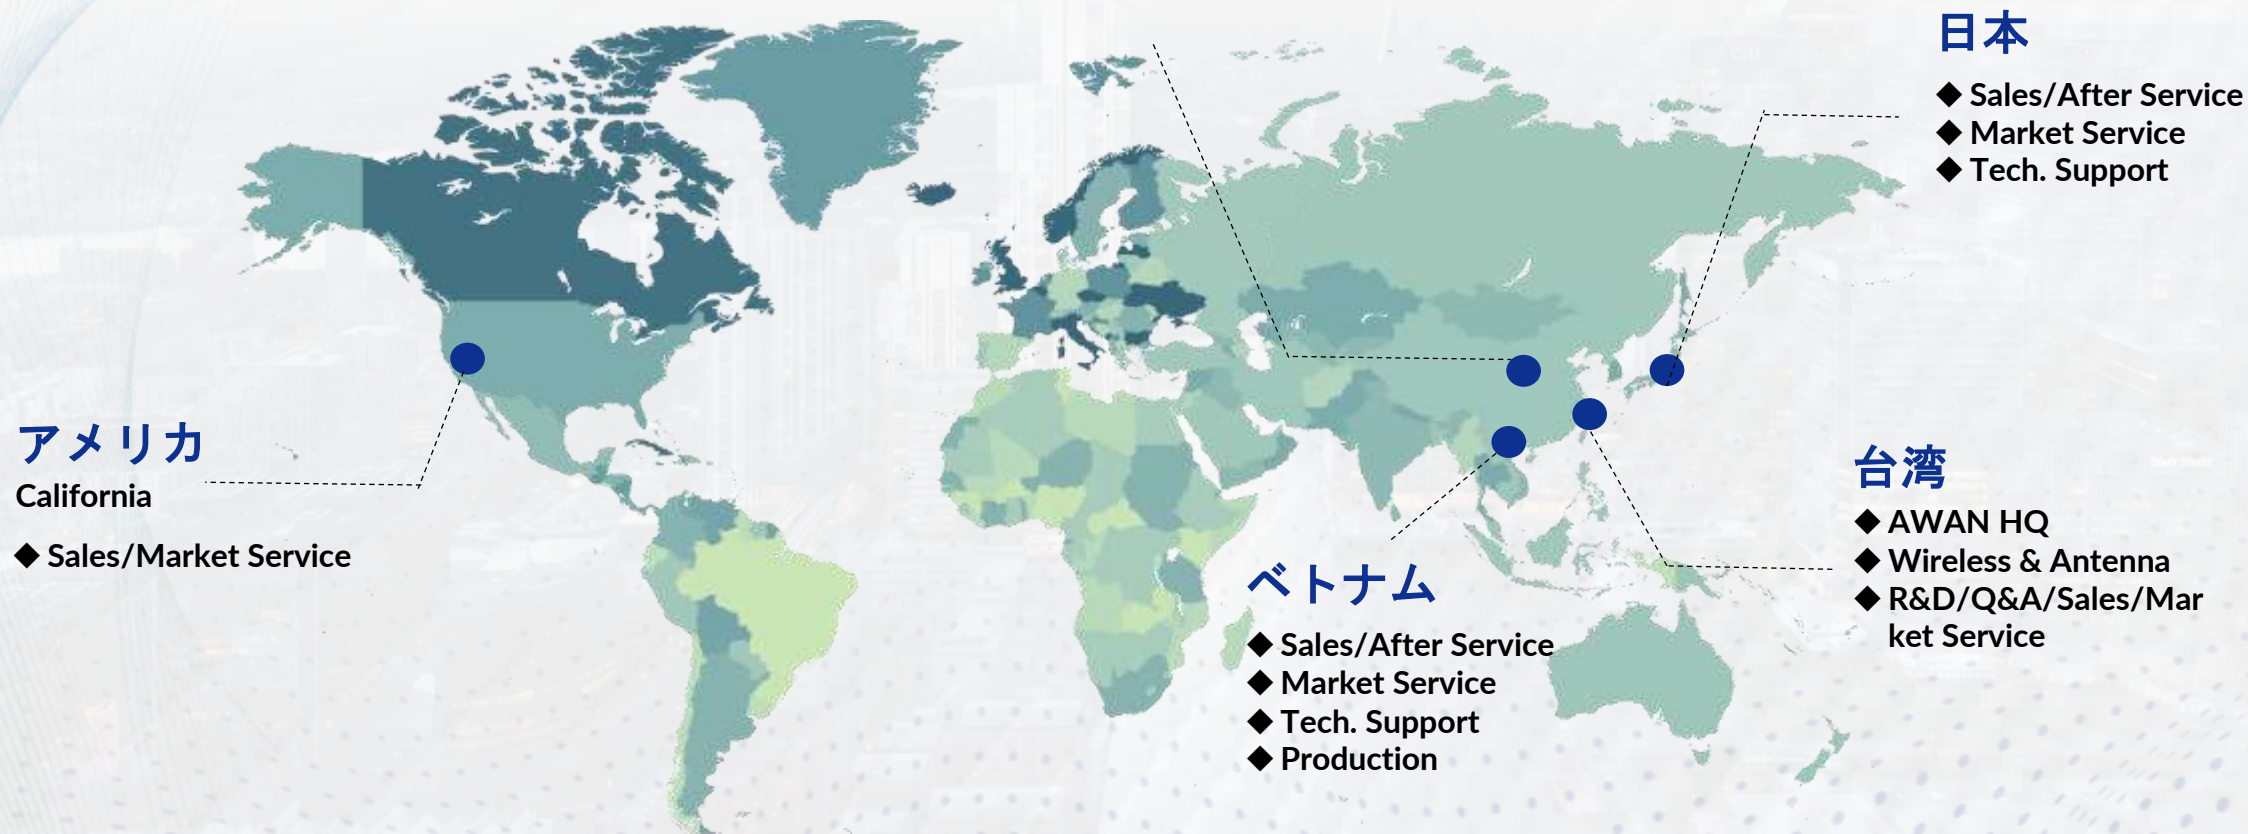 日本
◆ Sales/After Service
◆ Market Service
◆ Tech. Support
アメリカ
California
◆ Sales/Market Service
台湾
◆ AWAN HQ
◆ Wireless & Antenna
◆ R&D/Q&A/Sales/Mar
ket Service
ベトナム
◆ Sales/After Service
◆ Market Service
◆ Tech. Support
◆ Production